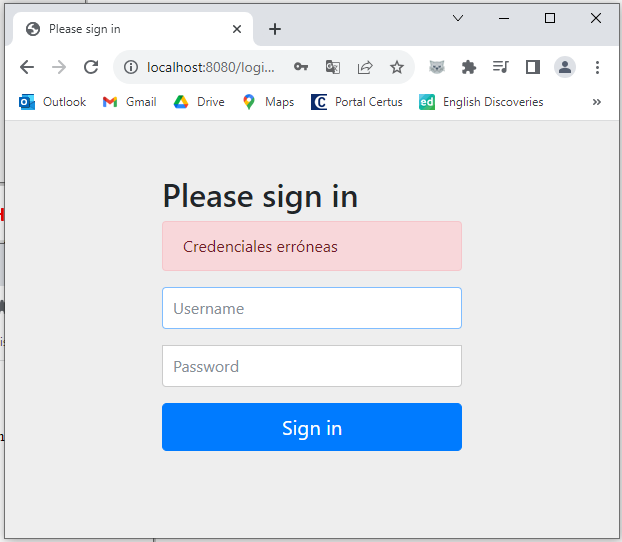 Please sign in
localhost:8080/logi...
Outlook
Gmail
Drive
Maps
C
Portal Certus
ed
English Discoveries
»
Please sign in
Credenciales erróneas
Username
Password
Sign in